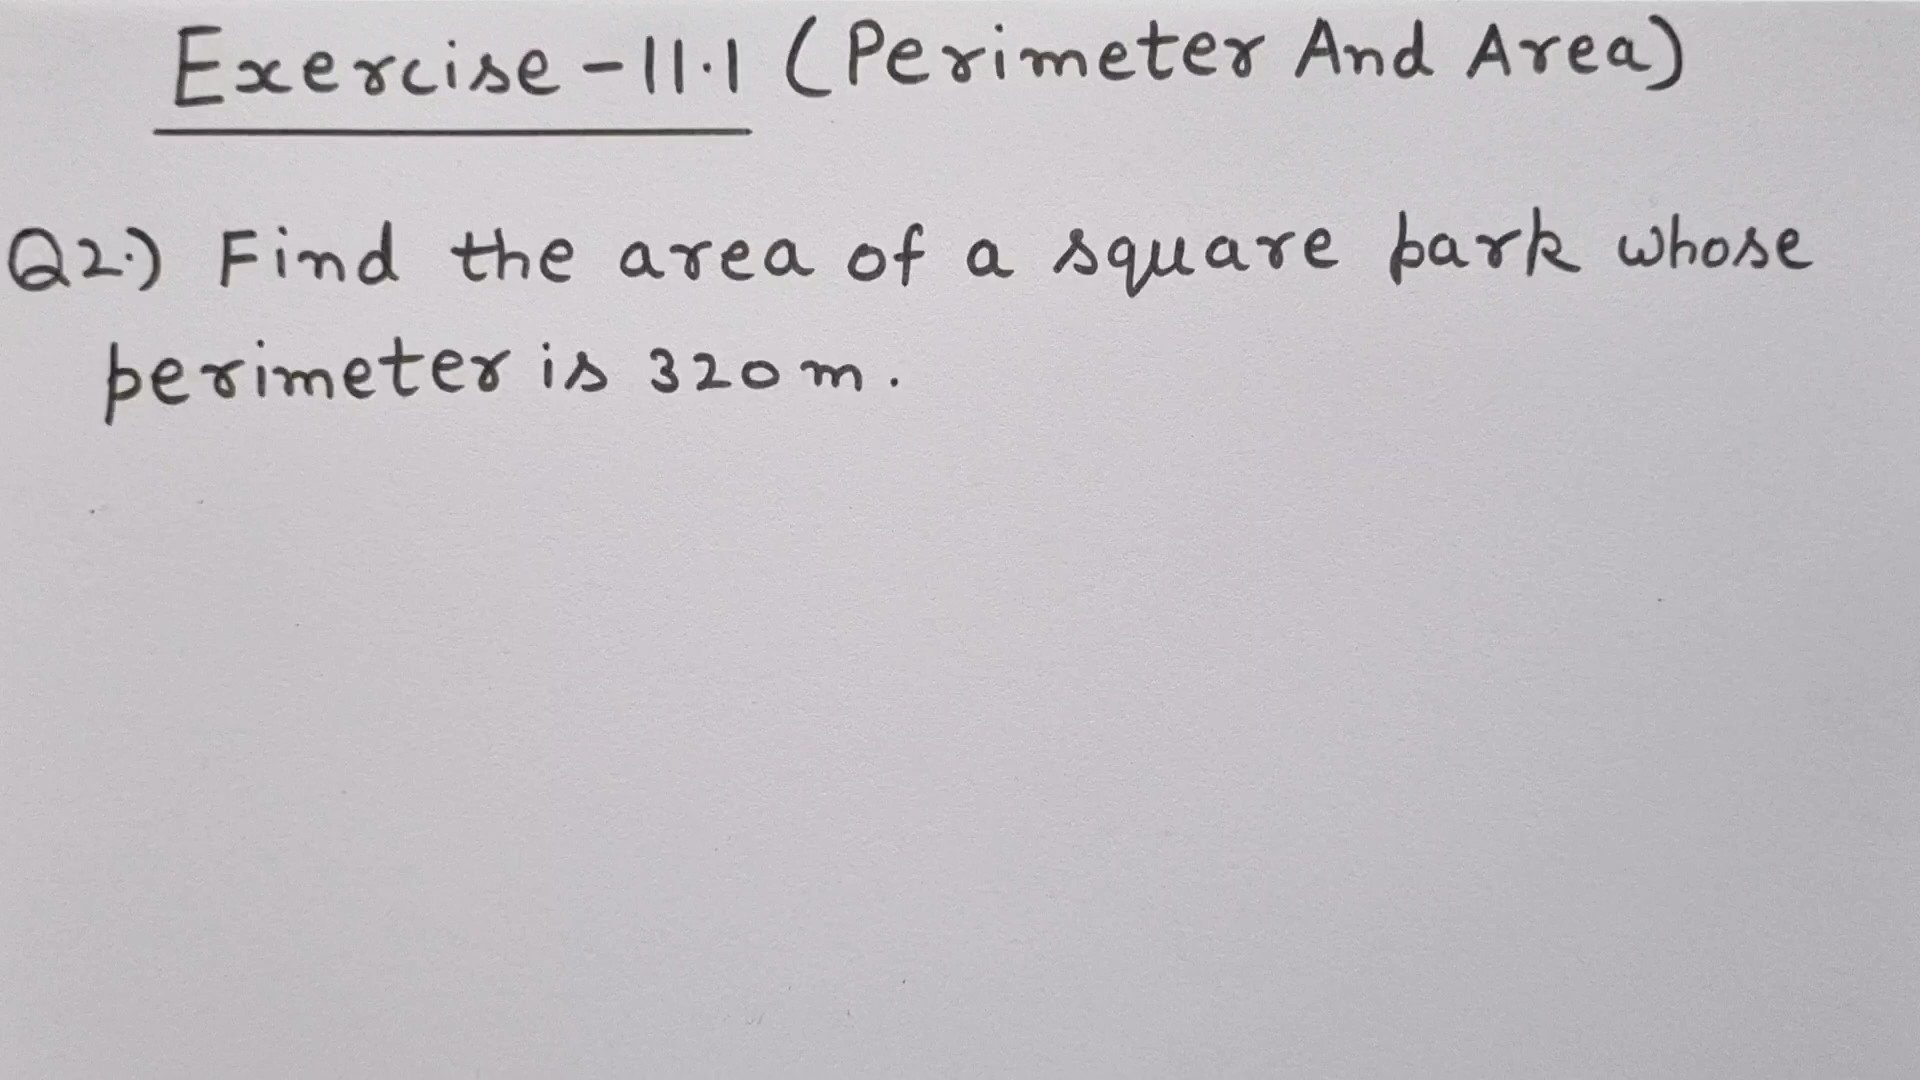 Exercise - 11.1 (Perimeter And Area)
Q2.) Find the area of a square park whose
perimeter is 320 m.